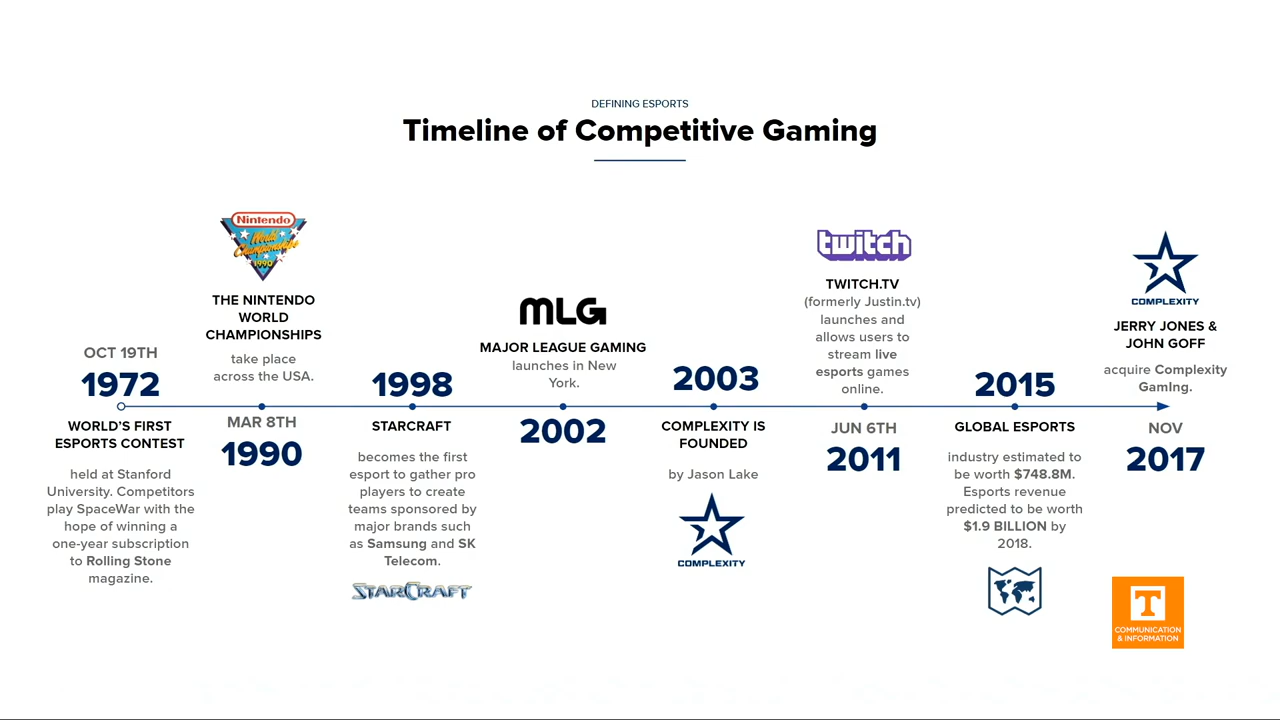 DEFINING ESPORTS
Timeline of Competitive Gaming
OCT 19TH
1972
WORLD'S FIRST
ESPORTS CONTEST
held at Stanford
University. Competitors
play SpaceWar with the
hope of winning a
one-year subscription
to Rolling Stone
magazine.
Nintendo
World
Championships
1990
THE NINTENDO
WORLD
CHAMPIONSHIPS
take place
across the USA.
MAR 8TH
1990
1998
STARCRAFT
becomes the first
esport to gather pro
players to create
teams sponsored by
major brands such
as Samsung and SK
Telecom.
STARCRAFT
MLG
MAJOR LEAGUE GAMING
launches in New
York.
2002
2003
COMPLEXITY IS
FOUNDED
by Jason Lake
COMPLEXITY
twitch
TWITCH.TV
(formerly Justin.tv)
launches and
allows users to
stream live
esports games
online.
JUN 6TH
2011
2015
GLOBAL ESPORTS
industry estimated to
be worth $748.8M.
Esports revenue
predicted to be worth
$1.9 BILLION by
2018.
COMPLEXITY
JERRY JONES &
JOHN GOFF
acquire Complexity
GamIng.
NOV
2017
T
COMMUNICATION
& INFORMATION